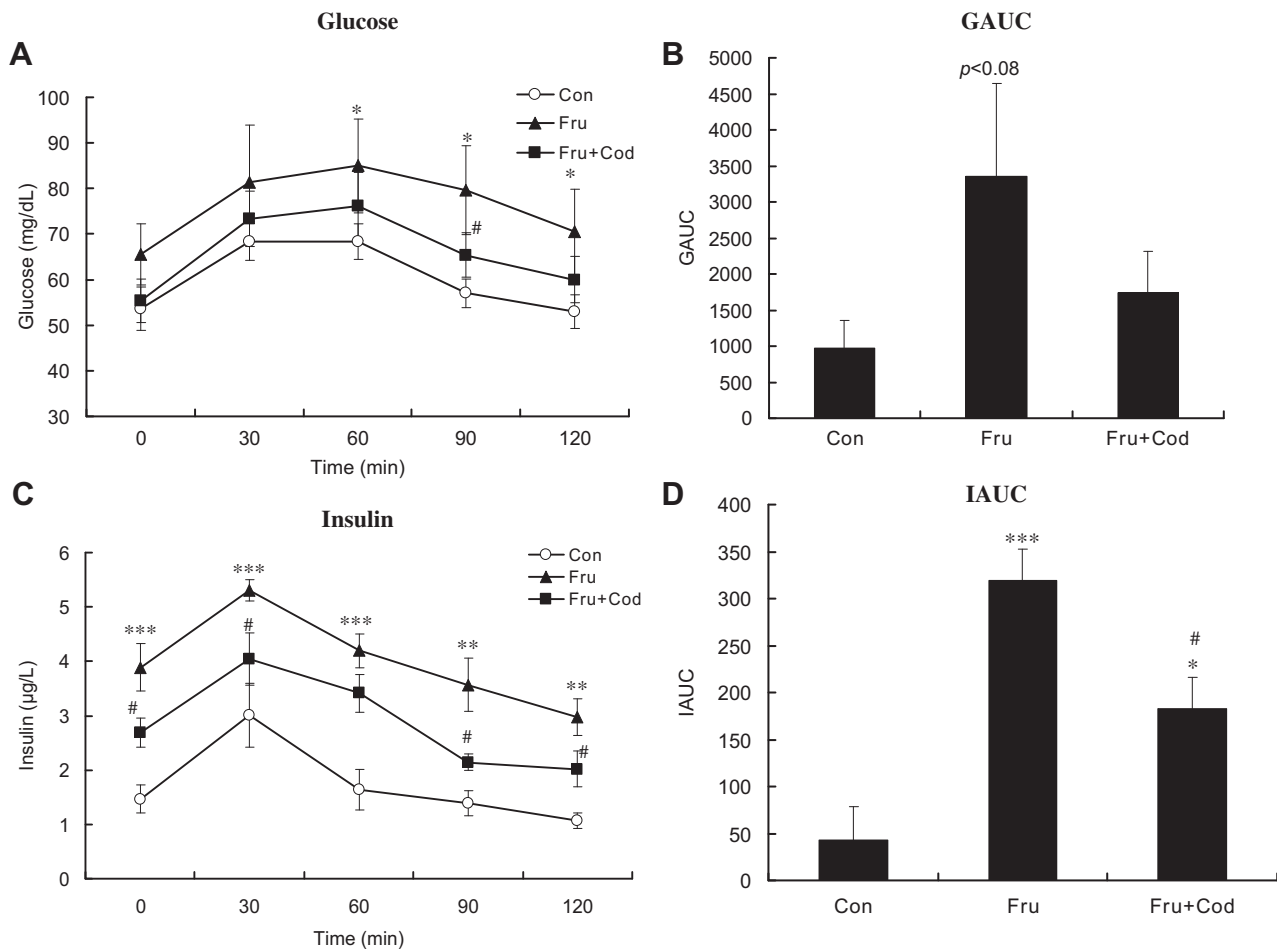 Glucose
A
Con
Fru
Fru+Cod
Glucose (mg/dL)
100
90
80
70
60
50
40
30
*
*
*
#
0 30 60 90 120
Time (min)
GAUC
B
p<0.08
GAUC
5000
4500
4000
3500
3000
2500
2000
1500
1000
500
0
Con Fru Fru+Cod
C
Insulin
Con
Fru
Fru+Cod
Insulin (µg/L)
6
5
4
3
2
1
0
***
***
***
**
**
#
#
#
#
0 30 60 90 120
Time (min)
D
IAUC
IAUC
400
350
300
250
200
150
100
50
0
***
#
*
Con Fru Fru+Cod